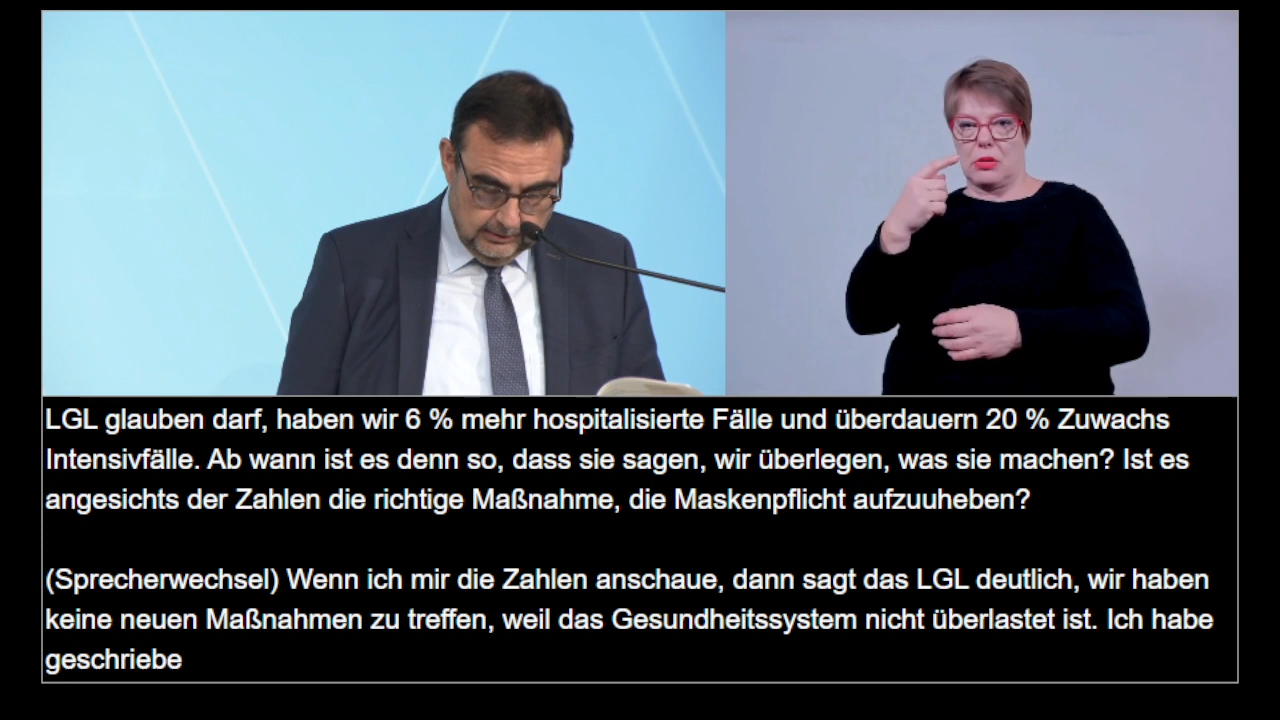 LGL glauben darf, haben wir 6 % mehr hospitalisierte Fälle und überdauern 20 % Zuwachs
Intensivfälle. Ab wann ist es denn so, dass sie sagen, wir überlegen, was sie machen? Ist es
angesichts der Zahlen die richtige Maßnahme, die Maskenpflicht aufzuuheben?
(Sprecherwechsel) Wenn ich mir die Zahlen anschaue, dann sagt das LGL deutlich, wir haben
keine neuen Maßnahmen zu treffen, weil das Gesundheitssystem nicht überlastet ist. Ich habe
geschriebe